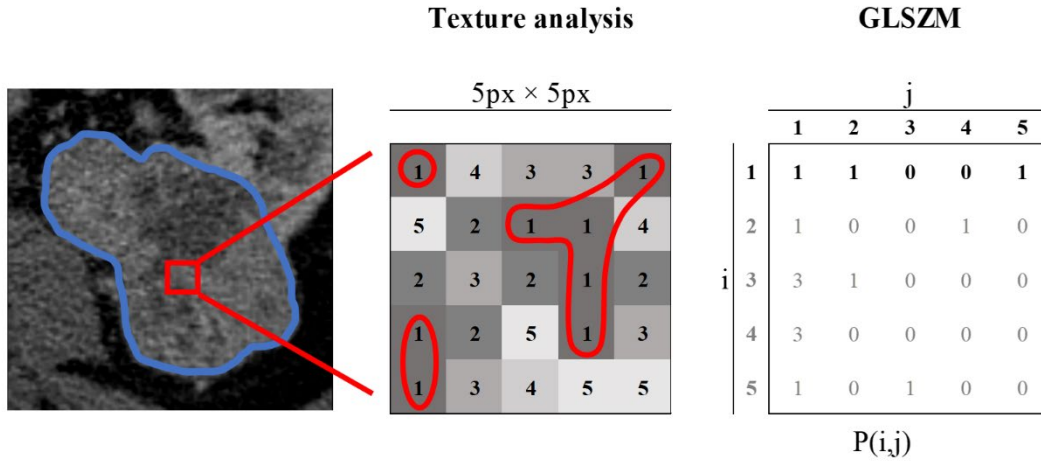 Texture analysis
GLSZM
5px × 5px
j
1 2 3 4 5
1 4 3 3 1
5 2 1 1 4
2 3 2 1 2
1 2 5 1 3
1 3 4 5 5
i
1 1 1 0 0 1
2 1 0 0 1 0
3 3 1 0 0 0
4 3 0 0 0 0
5 1 0 1 0 0
P(i,j)